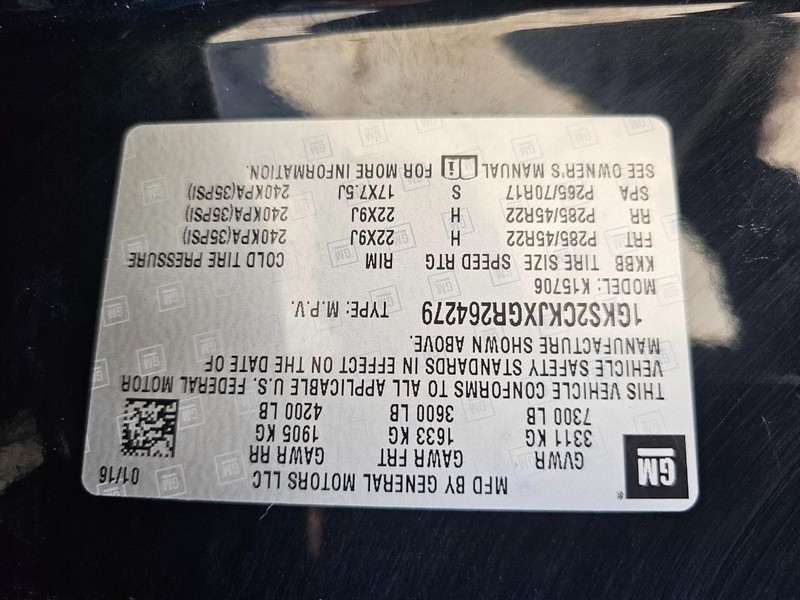 GM
MFD BY GENERAL MOTORS LLC 01/16
GVWR GAWR FRT GAWR RR
3311 KG 1633 KG 1905 KG
7300 LB 3600 LB 4200 LB
THIS VEHICLE CONFORMS TO ALL APPLICABLE U.S. FEDERAL MOTOR
VEHICLE SAFETY STANDARDS IN EFFECT ON THE DATE OF
MANUFACTURE SHOWN ABOVE.
1GKS2CKJXGR264279 TYPE: M.P.V.
MODEL: K15706
KKBB TIRE SIZE SPEED RTG RIM COLD TIRE PRESSURE
FRT P285/45R22 H 22X9J 240KPA(35PSI)
RR P285/45R22 H 22X9J 240KPA(35PSI)
SPA P265/70R17 S 17X7.5J 240KPA(35PSI)
SEE OWNER'S MANUAL i FOR MORE INFORMATION.